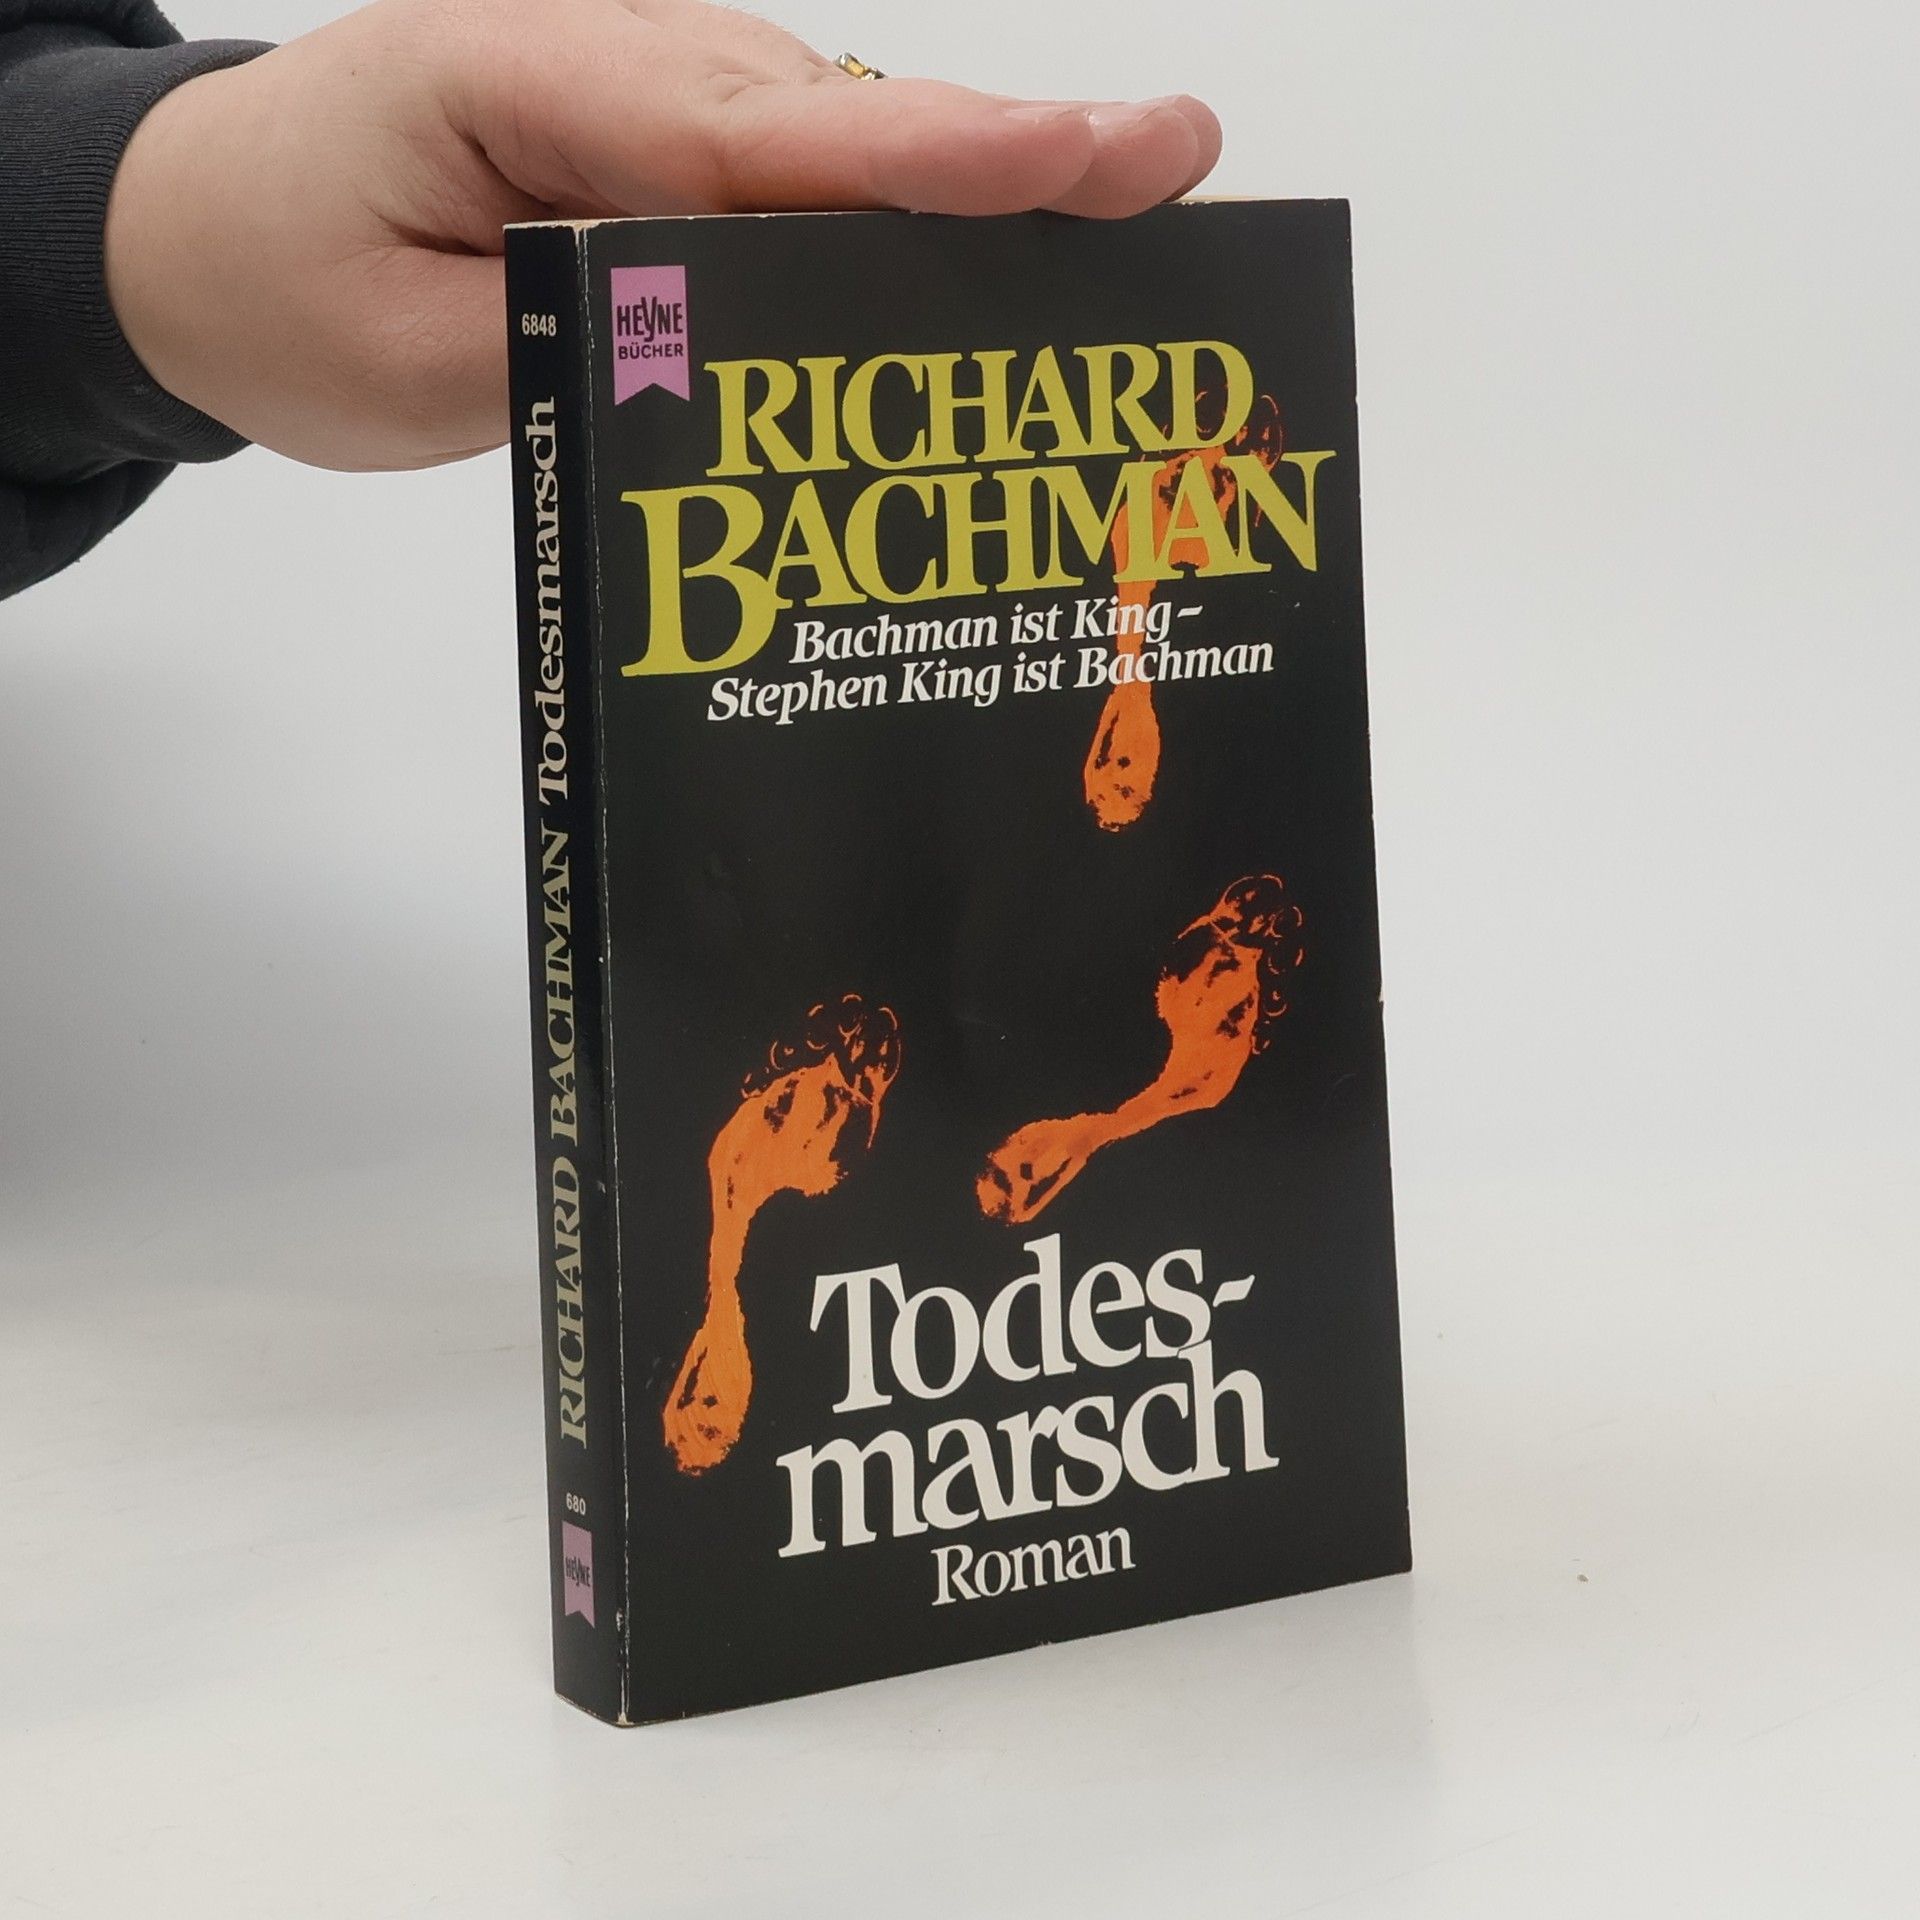 HEYNE
BÜCHER
RICHARD
BACHMAN
Bachman ist King –
Stephen King ist Bachman
Todes-
marsch
Roman
6848
RICHARD BACHMAN Todesmarsch
680
HEYNE